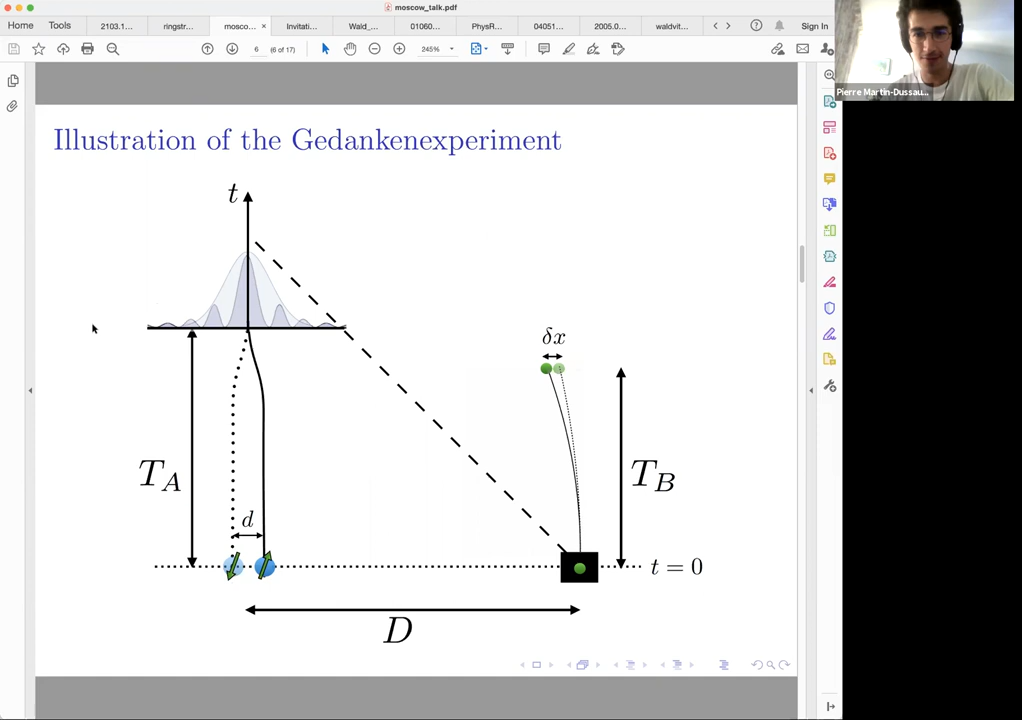 moscow_talk.pdf
Home Tools 2103.1... ringstr... mosco... × Invitati... Wald_... 01060... PhysR... 04051... 2005.0... waldvit... Sign In
6 (6 of 17) 245%
Pierre Martin-Dussau...
Illustration of the Gedankenexperiment
t
δx
T_A
T_B
d
t = 0
D